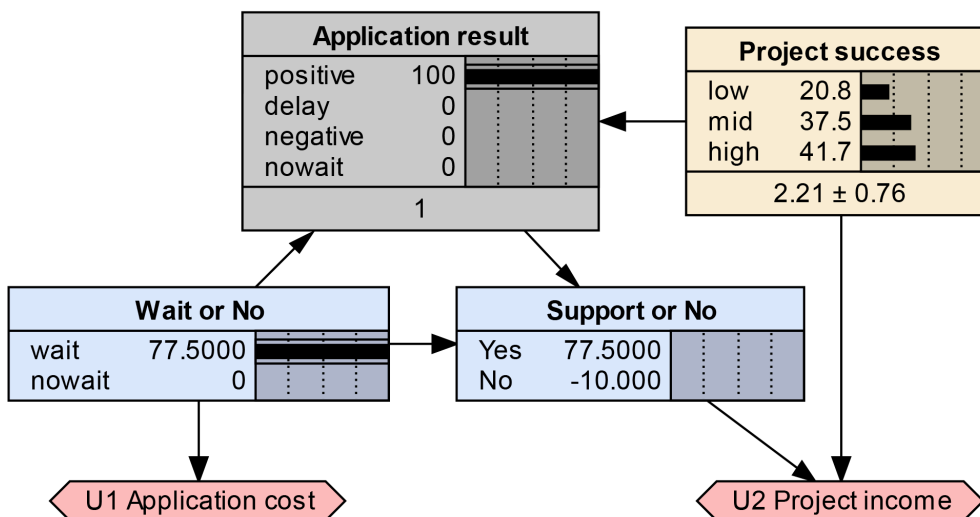 Application result
positive 100
delay 0
negative 0
nowait 0
1
Project success
low 20.8
mid 37.5
high 41.7
2.21 ± 0.76
Wait or No
wait 77.5000
nowait 0
Support or No
Yes 77.5000
No -10.000
U1 Application cost
U2 Project income